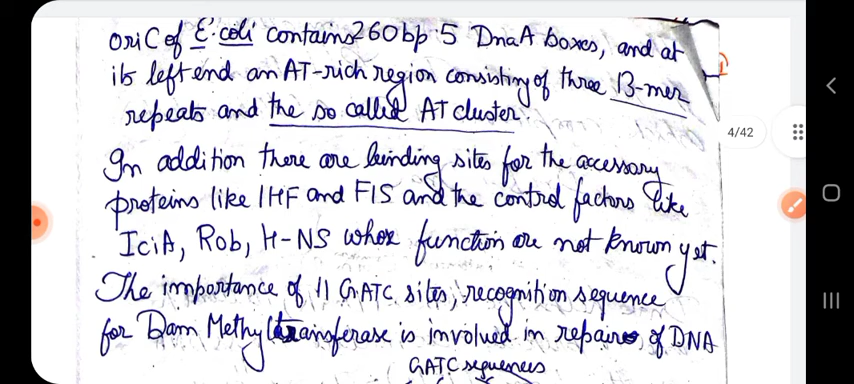 oriC of E.coli contains 260bp. 5 DnaA boxes, and at
its left end an AT-rich region consisting of three 13-mer
repeats and the so called AT cluster.
4/42
In addition there are binding sites for the accessory
proteins like IHF and FIS and the control factors like
IciA, Rob, H-NS whose function are not known yet.
The importance of 11 GATC sites, recognition sequence
for Dam Methyltransferase is involved in repairs of DNA
GATC sequences